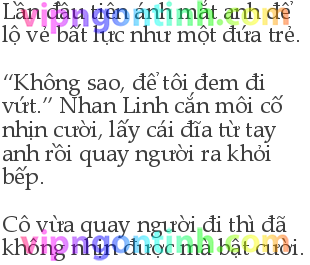 Lần đầu tiên ánh mắt anh để
lộ vẻ bất lực như một đứa trẻ.
“Không sao, để tôi đem đi
vứt.” Nhan Linh cắn môi cố
nhịn cười, lấy cái đĩa từ tay
anh rồi quay người ra khỏi
bếp.
Cô vừa quay người đi thì đã
không nhịn được mà bật cười.
vipngontinh.com
vipngontinh.com